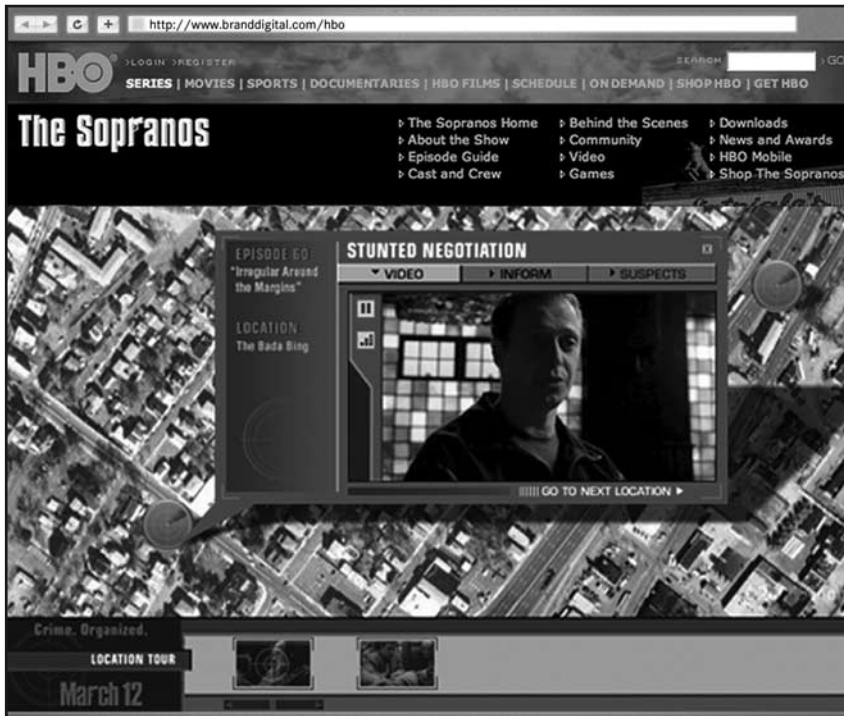 http://www.branddigital.com/hbo
HBO
>LOGIN >REGISTER
SEARCH >GO
SERIES | MOVIES | SPORTS | DOCUMENTARIES | HBO FILMS | SCHEDULE | ON DEMAND | SHOP HBO | GET HBO
The Sopranos
The Sopranos Home
About the Show
Episode Guide
Cast and Crew
Behind the Scenes
Community
Video
Games
Downloads
News and Awards
HBO Mobile
Shop The Sopranos
EPISODE 60:
"Irregular Around
the Margins"
LOCATION:
The Bada Bing
STUNTED NEGOTIATION
X
VIDEO
INFORM
SUSPECTS
GO TO NEXT LOCATION
Crime. Organized.
LOCATION TOUR
March 12